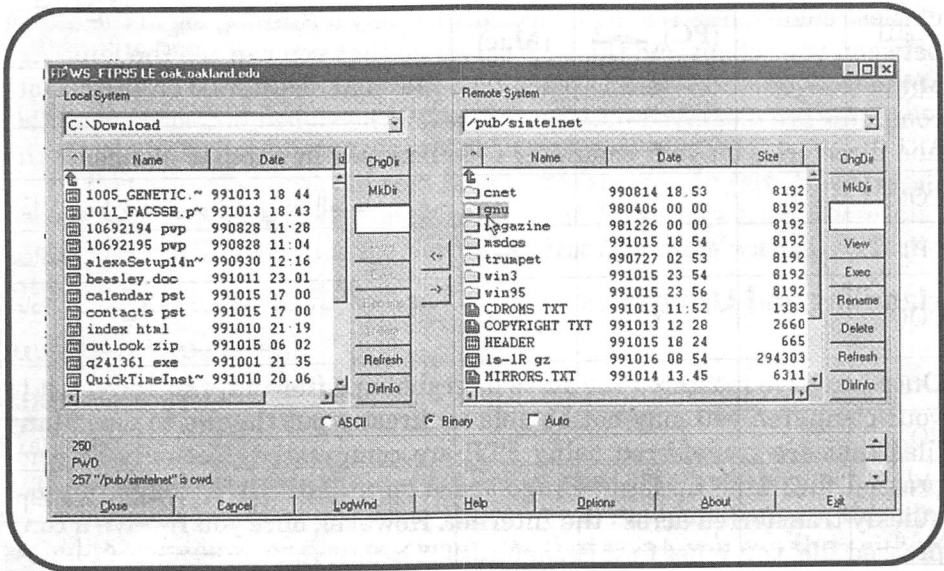 WS_FTP95 LE oak.oakland.edu
Local System
C:\Download
Name Date
1005_GENETIC.~ 991013 18 44
1011_FACSSB.p~ 991013 18.43
10692194 pvp 990828 11·28
10692195 pvp 990828 11:04
alexaSetup14n~ 990930 12·16
beasley.doc 991011 23.01
calendar pst 991015 17 00
contacts pst 991015 17 00
index html 991010 21·19
outlook zip 991015 06 02
q241361 exe 991001 21 35
QuickTimeInst~ 991010 20.06
ChgDir
MkDir
Refresh
DirInfo
<--
->
Remote System
/pub/simtelnet
Name Date Size
cnet 990814 18.53 8192
gnu 980406 00 00 8192
magazine 981226 00 00 8192
msdos 991015 18 54 8192
trumpet 990727 02 53 8192
win3 991015 23 54 8192
win95 991015 23 56 8192
CDROMS TXT 991013 11:52 1383
COPYRIGHT TXT 991013 12 28 2660
HEADER 991015 18 24 665
ls-lR gz 991016 08 54 294303
MIRRORS.TXT 991014 13.45 6311
ChgDir
MkDir
View
Exec
Rename
Delete
Refresh
DirInfo
ASCII Binary Auto
250
PWD
257 "/pub/simtelnet" is cwd.
Close Cancel LogWnd Help Options About Exit